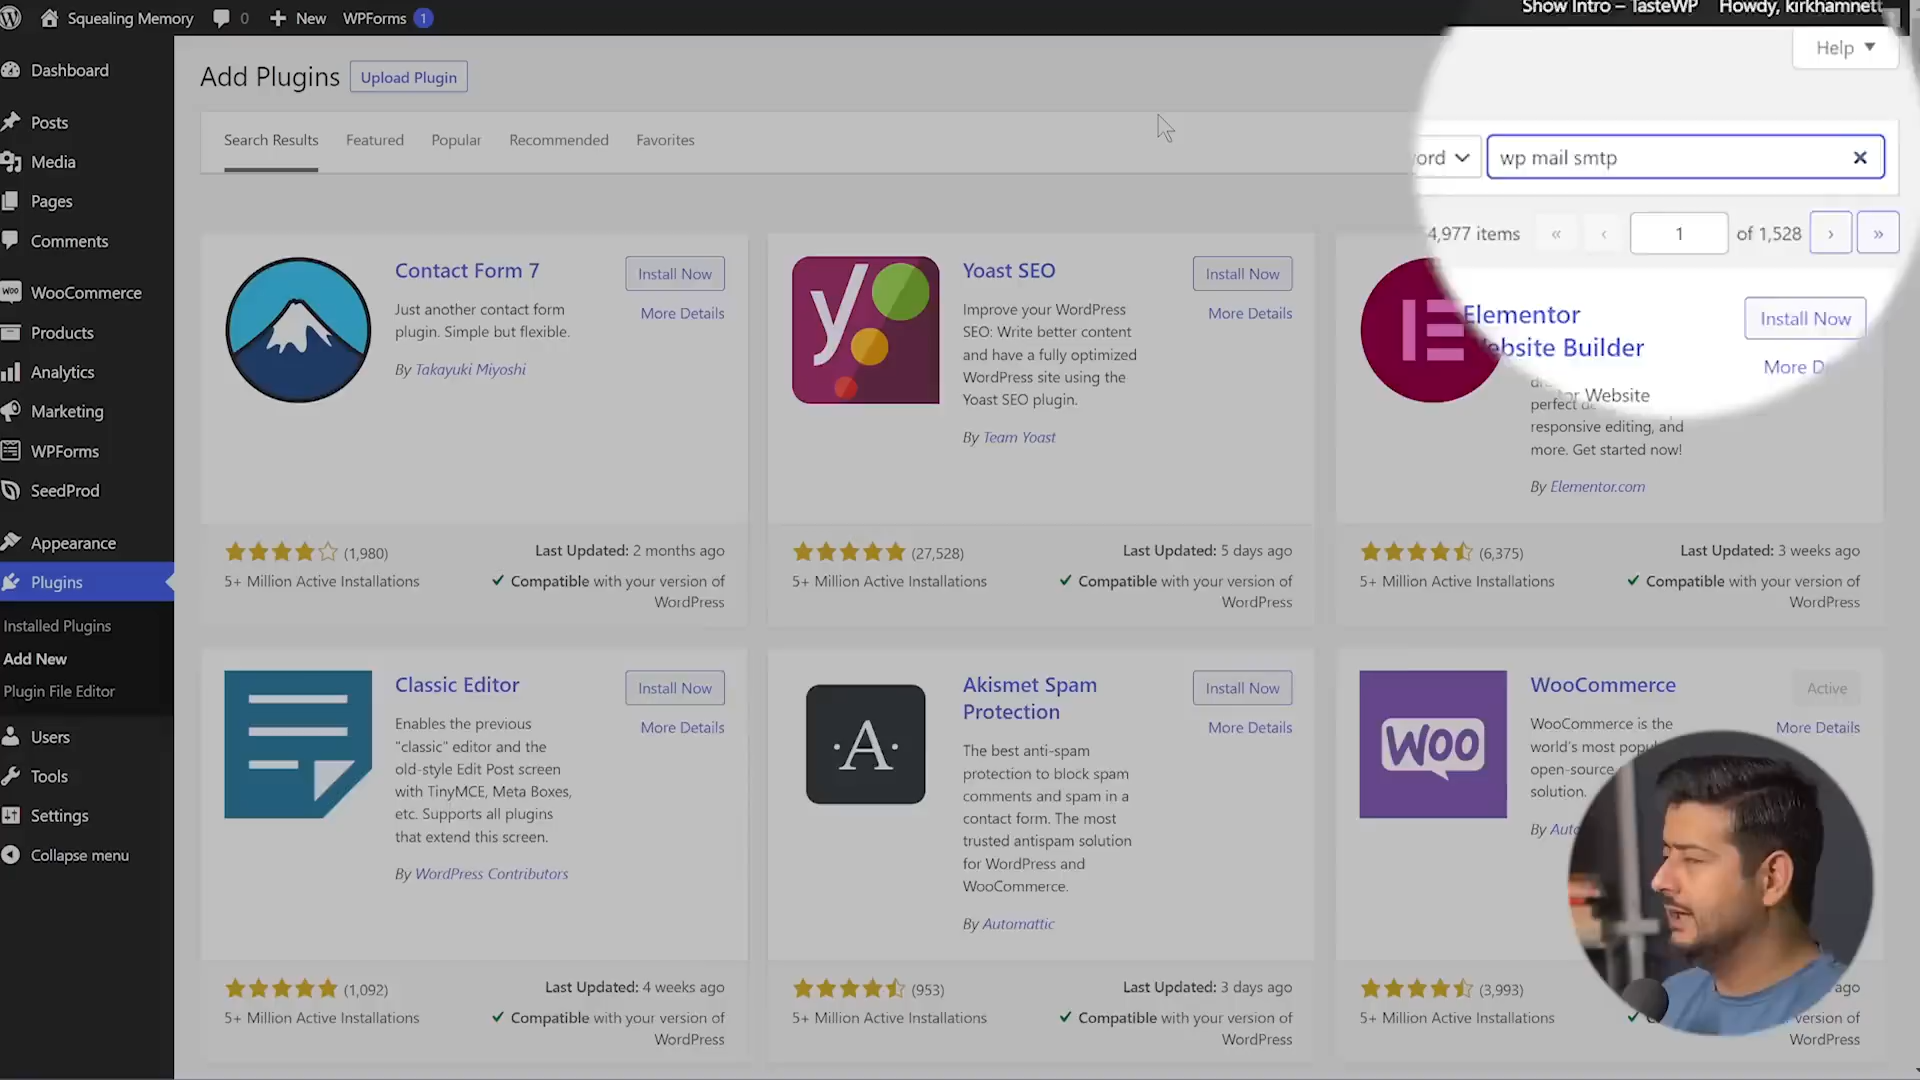 Squealing Memory 0 New WPForms 1
Show Intro – TasteWP Howdy, kirkhamnett
Help
Dashboard
Posts
Media
Pages
Comments
WooCommerce
Products
Analytics
Marketing
WPForms
SeedProd
Appearance
Plugins
Installed Plugins
Add New
Plugin File Editor
Users
Tools
Settings
Collapse menu
Add Plugins Upload Plugin
Search Results Featured Popular Recommended Favorites
ord wp mail smtp
4,977 items « ‹ 1 of 1,528 › »
Contact Form 7
Install Now
More Details
Just another contact form
plugin. Simple but flexible.
By Takayuki Miyoshi
(1,980)
5+ Million Active Installations
Last Updated: 2 months ago
Compatible with your version of
WordPress
Yoast SEO
Install Now
More Details
Improve your WordPress
SEO: Write better content
and have a fully optimized
WordPress site using the
Yoast SEO plugin.
By Team Yoast
(27,528)
5+ Million Active Installations
Last Updated: 5 days ago
Compatible with your version of
WordPress
Elementor
ebsite Builder
Install Now
More D
or Website
perfect
responsive editing, and
more. Get started now!
By Elementor.com
(6,375)
5+ Million Active Installations
Last Updated: 3 weeks ago
Compatible with your version of
WordPress
Classic Editor
Install Now
More Details
Enables the previous
"classic" editor and the
old-style Edit Post screen
with TinyMCE, Meta Boxes,
etc. Supports all plugins
that extend this screen.
By WordPress Contributors
(1,092)
5+ Million Active Installations
Last Updated: 4 weeks ago
Compatible with your version of
WordPress
A
Akismet Spam
Protection
Install Now
More Details
The best anti-spam
protection to block spam
comments and spam in a
contact form. The most
trusted antispam solution
for WordPress and
WooCommerce.
By Automattic
(953)
5+ Million Active Installations
Last Updated: 3 days ago
Compatible with your version of
WordPress
WOO
WooCommerce
Active
More Details
WooCommerce is the
world's most popu
open-source
solution.
By Auto
(3,993)
5+ Million Active Installations
ago
version of
WordPress